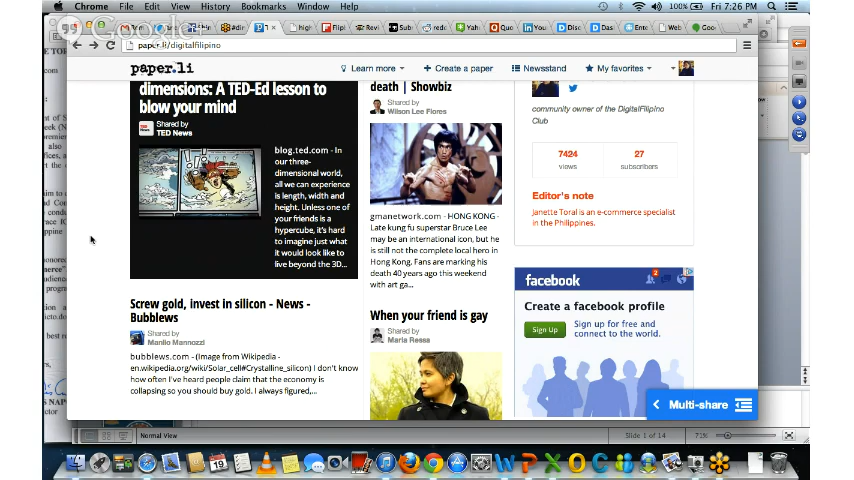 Chrome File Edit View History Bookmarks Window Help 100% Fri 7:26 PM
Google+
paper.li/digitalfilipino
paper.li Learn more + Create a paper Newsstand My favorites
dimensions: A TED-Ed lesson to
blow your mind
Shared by
TED News
blog.ted.com - In
our three-
dimensional world,
all we can experience
is length, width and
height. Unless one of
your friends is a
hypercube, it's hard
to imagine just what
it would look like to
live beyond the 3D...
Screw gold, invest in silicon - News -
Bubblews
Shared by
Manlio Mannozzi
bubblews.com - (Image from Wikipedia -
en.wikipedia.org/wiki/Solar_cell#Crystalline_silicon) I don't know
how often I've heard people claim that the economy is
collapsing so you should buy gold. I always figured,...
death | Showbiz
Shared by
Wilson Lee Flores
gmanetwork.com - HONG KONG -
Late kung fu superstar Bruce Lee
may be an international icon, but he
is still not the complete local hero in
Hong Kong. Fans are marking his
death 40 years ago this weekend
with art ga...
When your friend is gay
Shared by
Maria Ressa
community owner of the DigitalFilipino
Club
7424 27
views subscribers
Editor's note
Janette Toral is an e-commerce specialist
in the Philippines.
facebook
2
Create a facebook profile
Sign Up
Sign up for free and
connect to the world.
Multi-share
Normal View Slide 1 of 14 71%
19